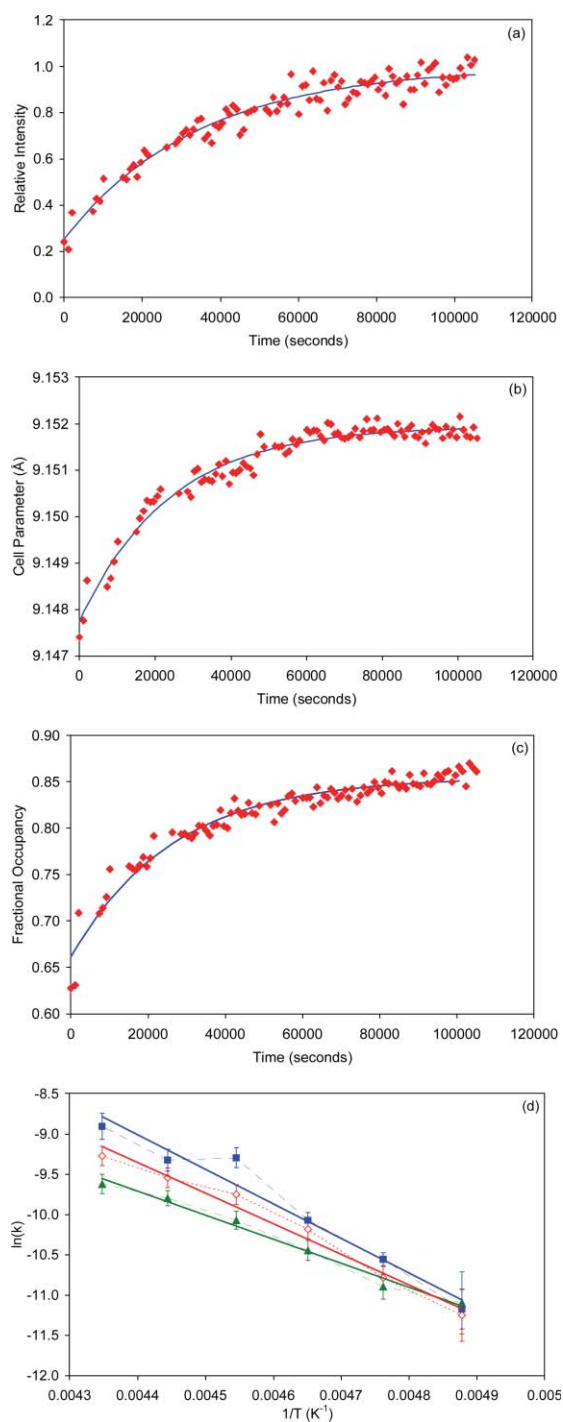 (a)
1.2
1.0
0.8
0.6
0.4
0.2
0.0
Relative Intensity
0 20000 40000 60000 80000 100000 120000
Time (seconds)
(b)
9.153
9.152
9.151
9.150
9.149
9.148
9.147
Cell Parameter (Å)
0 20000 40000 60000 80000 100000 120000
Time (seconds)
(c)
0.90
0.85
0.80
0.75
0.70
0.65
0.60
Fractional Occupancy
0 20000 40000 60000 80000 100000 120000
Time (seconds)
(d)
-8.5
-9.0
-9.5
-10.0
-10.5
-11.0
-11.5
-12.0
ln(k)
0.0043 0.0044 0.0045 0.0046 0.0047 0.0048 0.0049 0.005
1/T (K⁻¹)